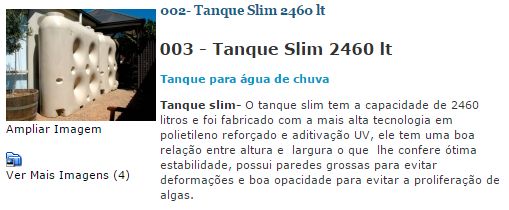 002- Tanque Slim 2460 lt
003 - Tanque Slim 2460 lt
Tanque para água de chuva
Tanque slim- O tanque slim tem a capacidade de 2460
litros e foi fabricado com a mais alta tecnologia em
polietileno reforçado e aditivação UV, ele tem uma boa
relação entre altura e  largura o que  lhe confere ótima
estabilidade, possui paredes grossas para evitar
deformações e boa opacidade para evitar a proliferação de
algas.
Ampliar Imagem
Ver Mais Imagens (4)